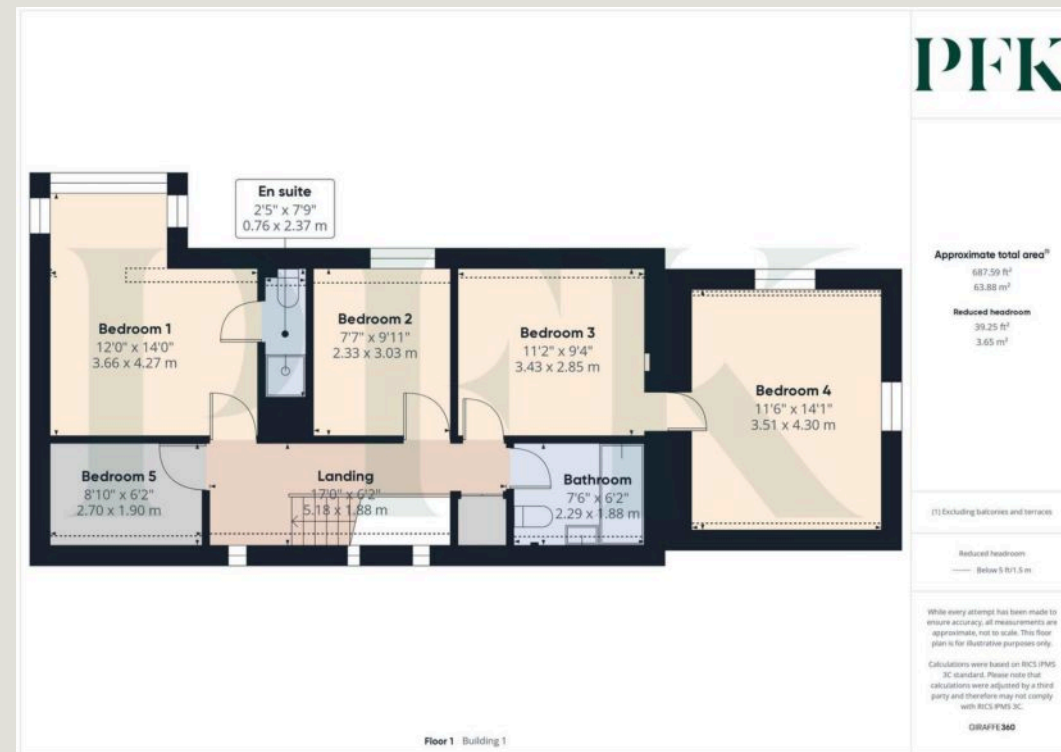 PFK
En suite
2'5" x 7'9"
0.76 x 2.37 m
Bedroom 1
12'0" x 14'0"
3.66 x 4.27 m
Bedroom 2
7'7" x 9'11"
2.33 x 3.03 m
Bedroom 3
11'2" x 9'4"
3.43 x 2.85 m
Bedroom 4
11'6" x 14'1"
3.51 x 4.30 m
Bedroom 5
8'10" x 6'2"
2.70 x 1.90 m
Landing
17'0" x 6'2"
5.18 x 1.88 m
Bathroom
7'6" x 6'2"
2.29 x 1.88 m
Floor 1 Building 1
PFK
Approximate total area⁽¹⁾
687.59 ft²
63.88 m²
Reduced headroom
39.25 ft²
3.65 m²
(1) Excluding balconies and terraces
Reduced headroom
Below 5 ft/1.5 m
While every attempt has been made to
ensure accuracy, all measurements are
approximate, not to scale. This floor
plan is for illustrative purposes only.
Calculations were based on RICS IPMS
3C standard. Please note that
calculations were adjusted by a third
party and therefore may not comply
with RICS IPMS 3C.
GIRAFFE360